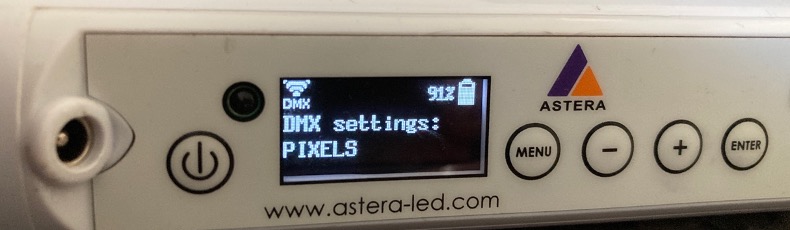 DMX
91%
DMX settings:
PIXELS
ASTERA
MENU
−
+
ENTER
www.astera-led.com